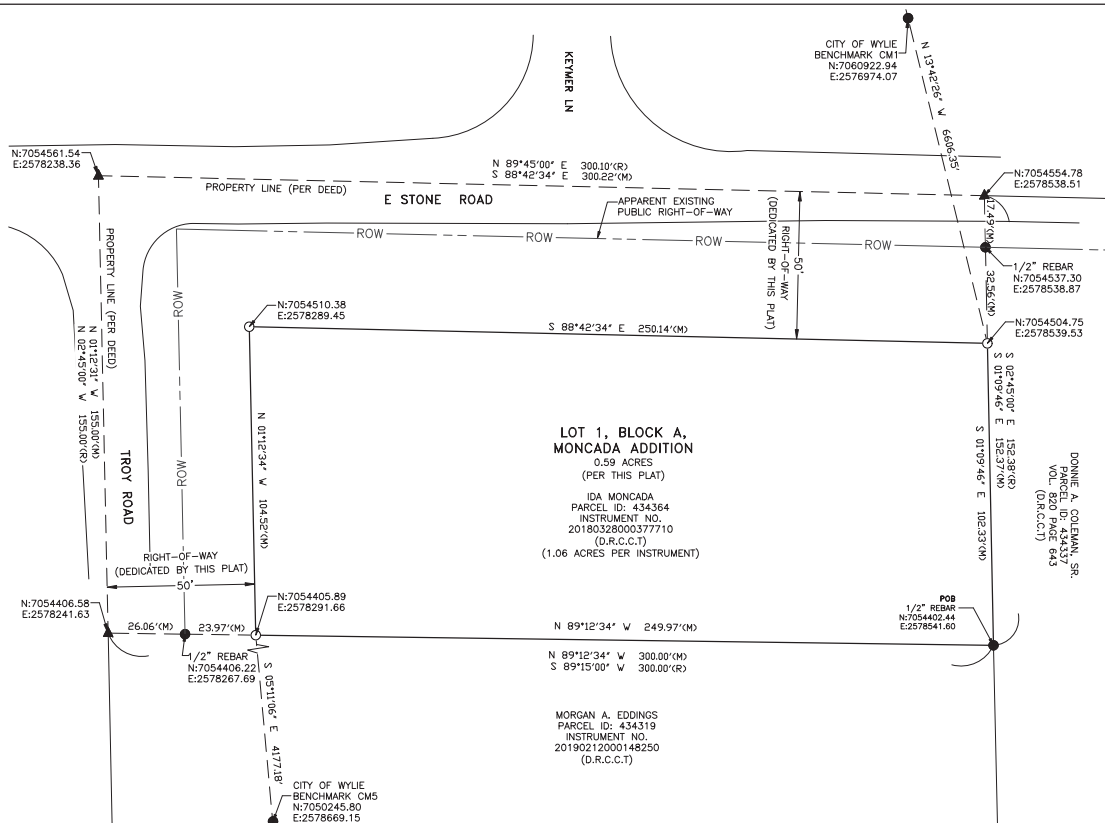 CITY OF WYLIE
BENCHMARK CM1
N:7060922.94
E:2576974.07
N 13°42'26" W 6606.35'
KEYMER LN
N:7054561.54
E:2578238.36
N 89°45'00" E 300.10'(R)
S 88°42'34" E 300.22'(M)
PROPERTY LINE (PER DEED)
E STONE ROAD
APPARENT EXISTING
PUBLIC RIGHT-OF-WAY
N:7054554.78
E:2578538.51
17.49'(M)
ROW
ROW
ROW
ROW
50'
RIGHT-OF-WAY
(DEDICATED BY THIS PLAT)
1/2" REBAR
N:7054537.30
E:2578538.87
32.56'(M)
PROPERTY LINE (PER DEED)
N 01°12'31" W 155.00'(M)
N 02°45'00" W 155.00'(R)
ROW
ROW
N:7054510.38
E:2578289.45
S 88°42'34" E 250.14'(M)
N:7054504.75
E:2578539.53
S 02°45'00" E 152.38'(R)
S 01°09'46" E 152.37'(M)
S 01°09'46" E 102.33'(M)
N 01°12'34" W 104.52'(M)
LOT 1, BLOCK A,
MONCADA ADDITION
0.59 ACRES
(PER THIS PLAT)
IDA MONCADA
PARCEL ID: 434364
INSTRUMENT NO.
20180328000377710
(D.R.C.C.T)
(1.06 ACRES PER INSTRUMENT)
DONNIE A. COLEMAN, SR.
PARCEL ID: 434337
VOL. 820 PAGE 643
(D.R.C.C.T)
TROY ROAD
RIGHT-OF-WAY
(DEDICATED BY THIS PLAT)
50'
N:7054406.58
E:2578241.63
26.06'(M)
23.97'(M)
N:7054405.89
E:2578291.66
1/2" REBAR
N:7054406.22
E:2578267.69
N 89°12'34" W 249.97'(M)
N 89°12'34" W 300.00'(M)
S 89°15'00" W 300.00'(R)
POB
1/2" REBAR
N:7054402.44
E:2578541.60
S 05°11'06" E 4177.18'
MORGAN A. EDDINGS
PARCEL ID: 434319
INSTRUMENT NO.
20190212000148250
(D.R.C.C.T)
CITY OF WYLIE
BENCHMARK CM5
N:7050245.80
E:2578669.15